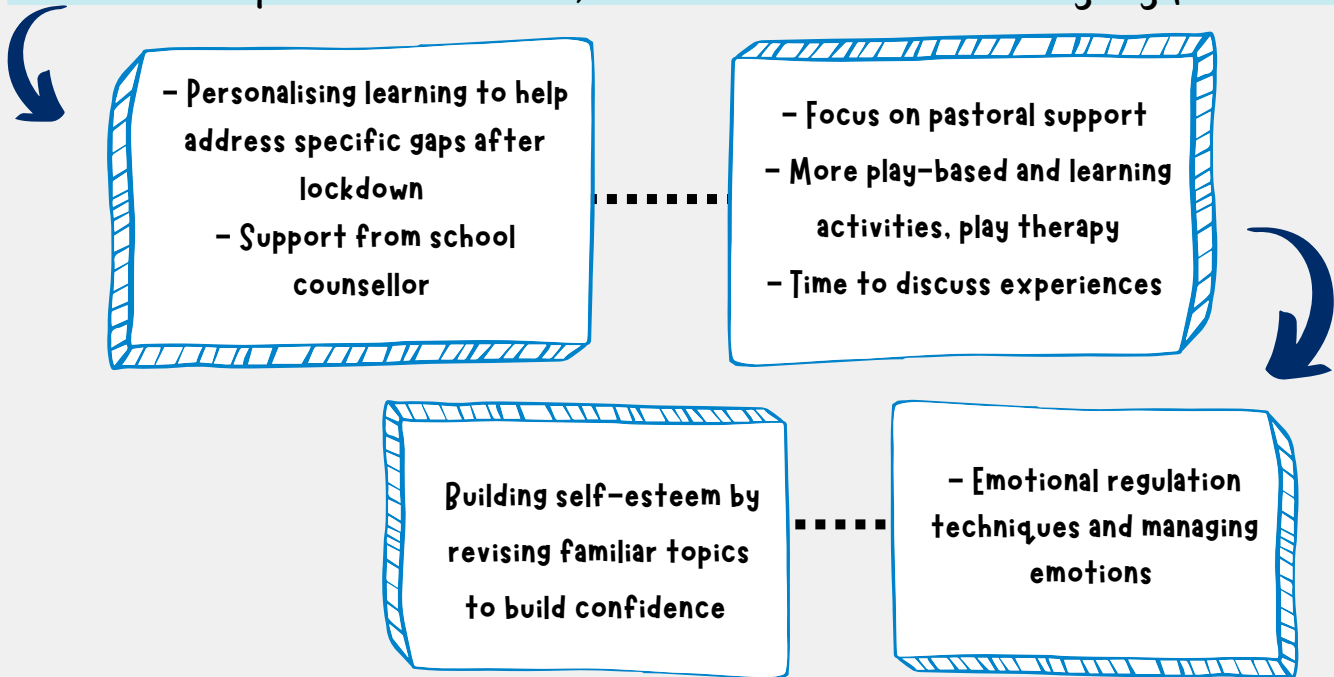 – Personalising learning to help
address specific gaps after
lockdown
– Support from school
counsellor
– Focus on pastoral support
– More play-based and learning
activities, play therapy
– Time to discuss experiences
Building self-esteem by
revising familiar topics
to build confidence
– Emotional regulation
techniques and managing
emotions